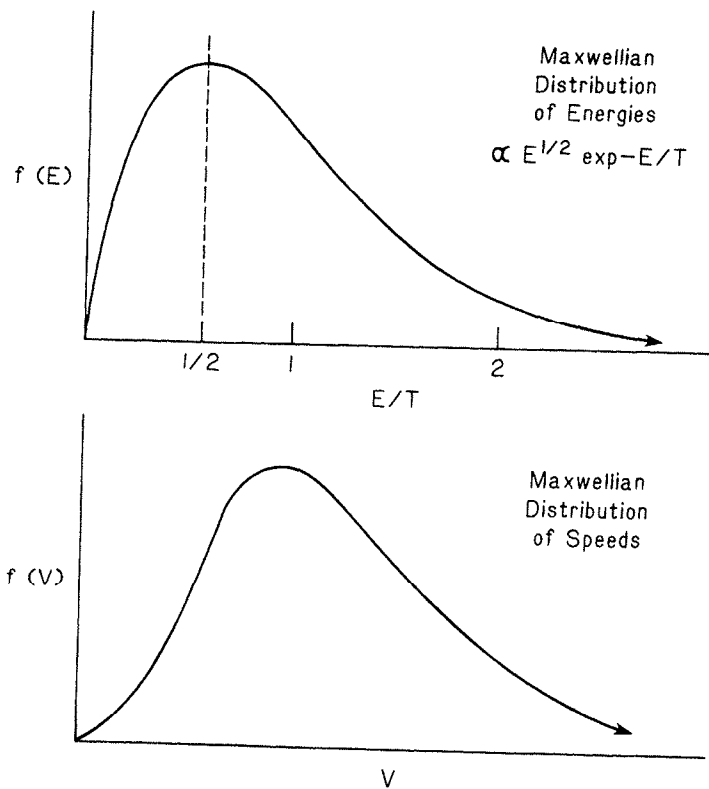 Maxwellian
Distribution
of Energies
∝ E^1/2 exp-E/T
f (E)
1/2
1
2
E/T
Maxwellian
Distribution
of Speeds
f (V)
V